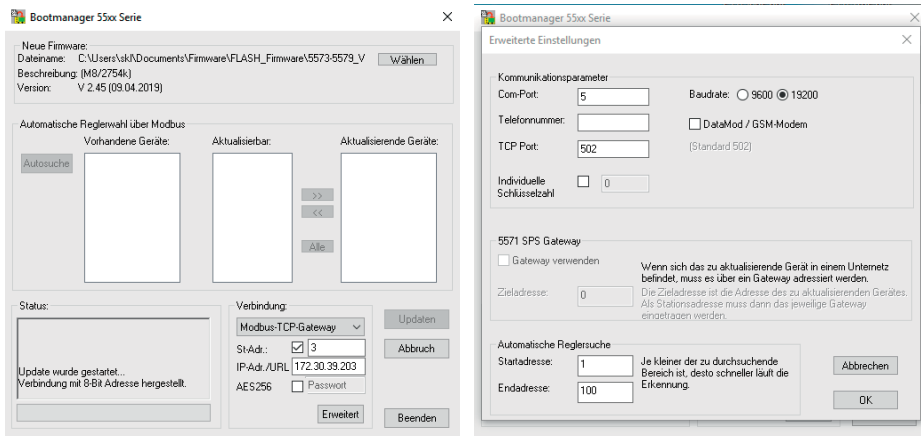 Bootmanager 55xx Serie
Neue Firmware:
Dateiname: C:\Users\skl\Documents\Firmware\FLASH_Firmware\5573-5579_V
Wählen
Beschreibung: (M8/2754k)
Version: V 2.45 (09.04.2019)
Automatische Reglerwahl über Modbus
Vorhandene Geräte: Aktualisierbar: Aktualisierende Geräte:
Autosuche
>>
<<
Alle
Status:
Update wurde gestartet...
Verbindung mit 8-Bit Adresse hergestellt.
Verbindung:
Modbus-TCP-Gateway
St-Adr.: 3
IP-Adr./URL 172.30.39.203
AES256 Passwort
Erweitert
Updaten
Abbruch
Beenden
Bootmanager 55xx Serie
Erweiterte Einstellungen
Kommunikationsparameter
Com-Port: 5 Baudrate: 9600 19200
Telefonnummer: DataMod / GSM-Modem
TCP Port: 502 (Standard 502)
Individuelle
Schlüsselzahl
0
5571 SPS Gateway
Gateway verwenden
Zieladresse: 0
Wenn sich das zu aktualisierende Gerät in einem Unternetz
befindet, muss es über ein Gateway adressiert werden.
Die Zieladresse ist die Adresse des zu aktualisierenden Gerätes.
Als Stationsadresse muss dann das jeweilige Gateway
eingetragen werden.
Automatische Reglersuche
Startadresse: 1
Endadresse: 100
Je kleiner der zu durchsuchende
Bereich ist, desto schneller läuft die
Erkennung.
Abbrechen
OK